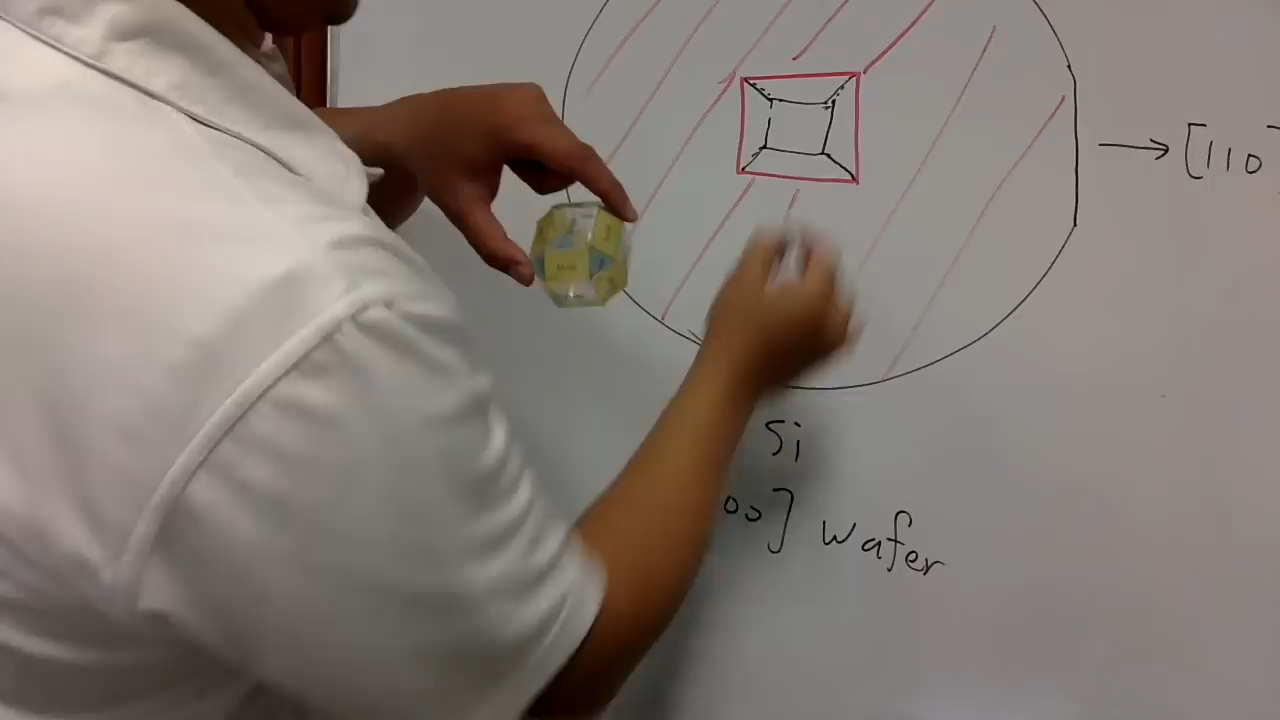 → [110]
Si
00] wafer